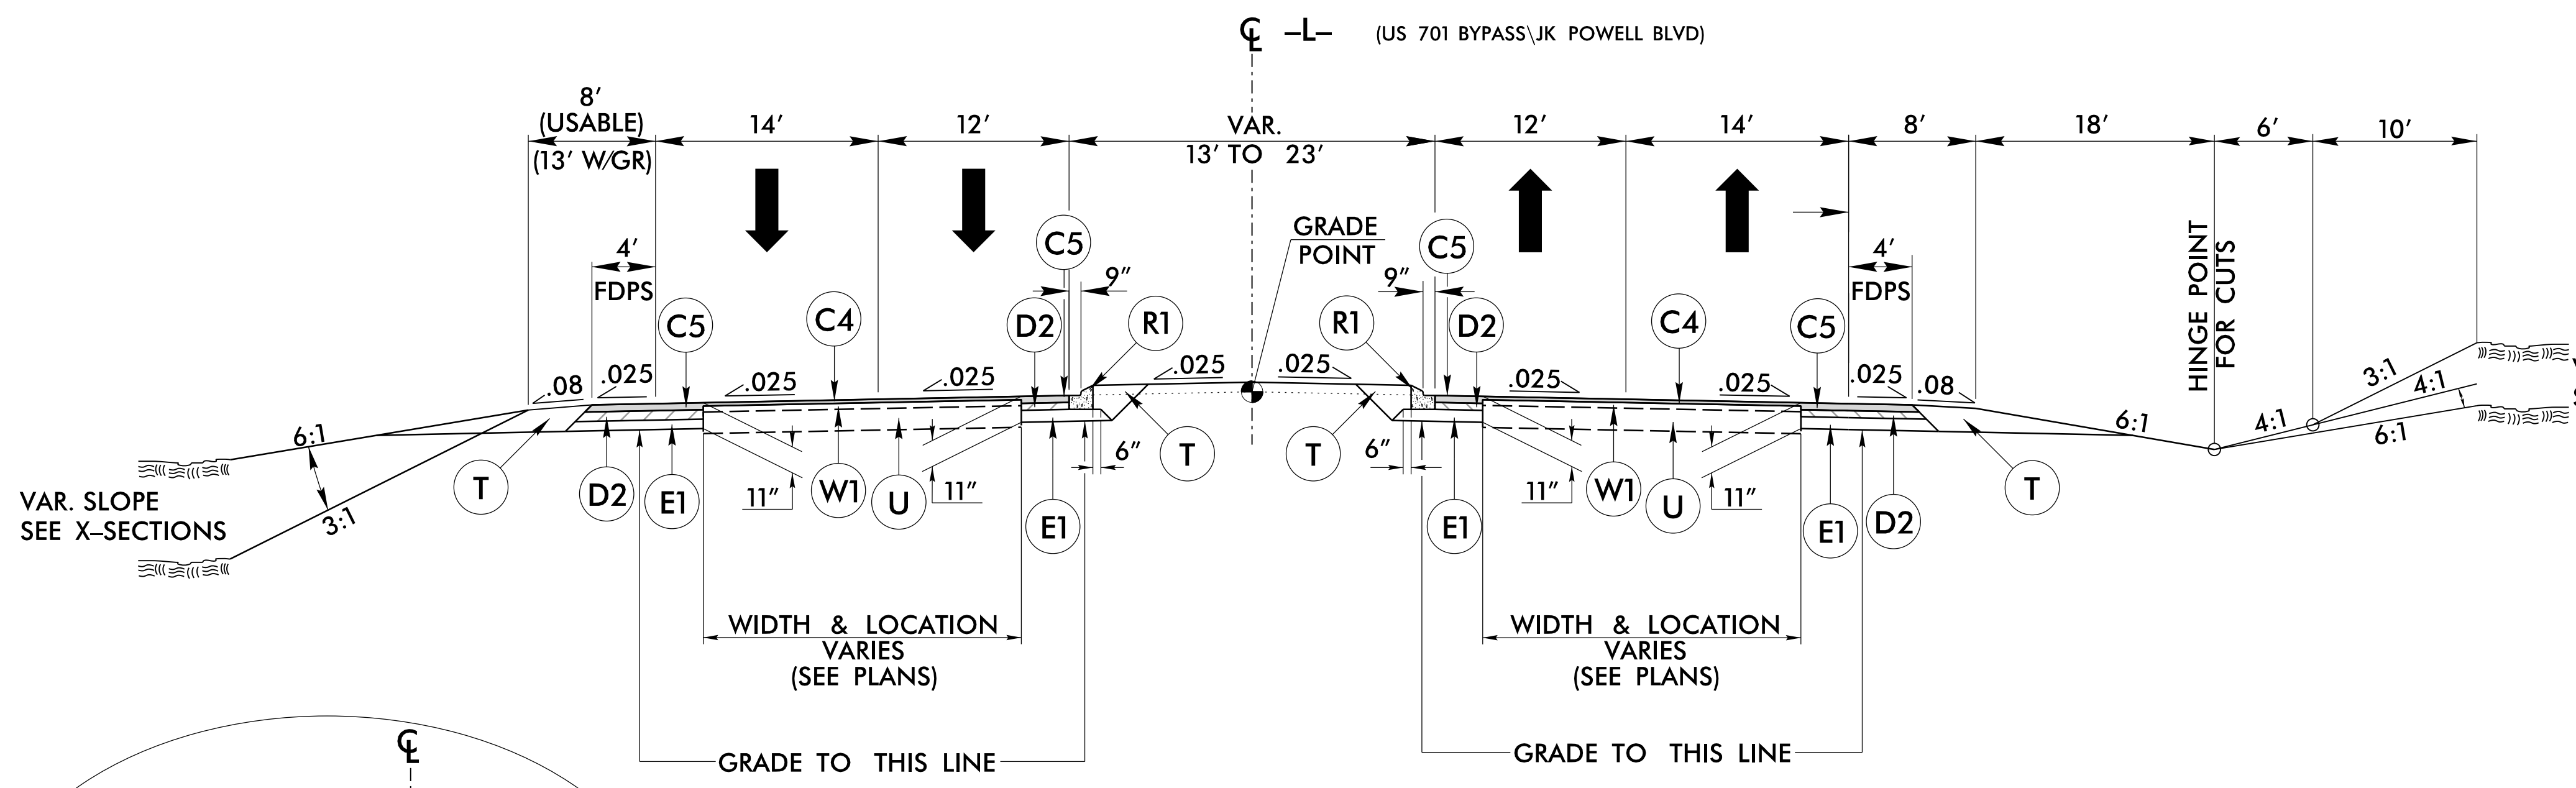 ℄ –L– (US 701 BYPASS\JK POWELL BLVD)
8'
(USABLE)
(13' W/GR)
14'
12'
VAR.
13' TO 23'
12'
14'
8'
18'
6'
10'
4'
FDPS
C5
C4
D2
C5
9"
R1
GRADE
POINT
9"
R1
C5
D2
C4
C5
4'
FDPS
HINGE POINT
FOR CUTS
.08
.025
.025
.025
.025
.025
.025
.025
.025
.08
6:1
3:1
6:1
4:1
3:1
4:1
6:1
VAR. SLOPE
SEE X–SECTIONS
T
D2
E1
11"
W1
U
11"
E1
6"
T
T
6"
E1
11"
W1
U
11"
E1
D2
T
WIDTH & LOCATION
VARIES
(SEE PLANS)
WIDTH & LOCATION
VARIES
(SEE PLANS)
GRADE TO THIS LINE
GRADE TO THIS LINE
℄